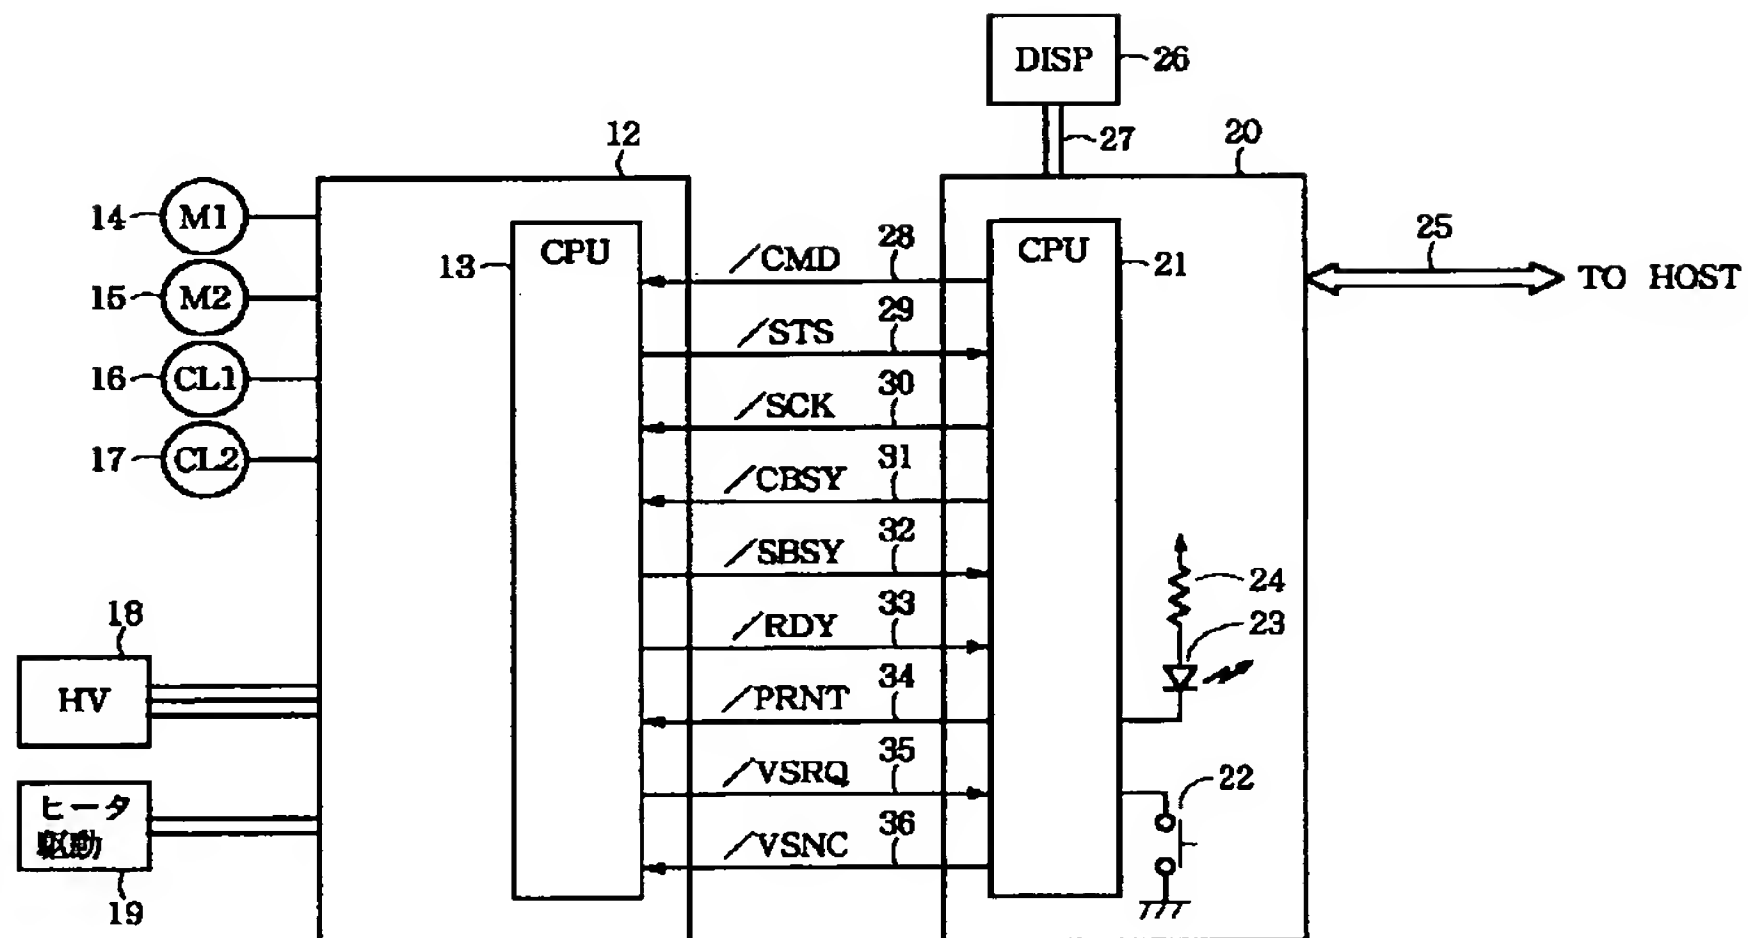 DISP
26
27
12
20
14 M1
15 M2
16 CL1
17 CL2
13
CPU
/CMD
28
CPU
21
25
TO HOST
/STS
29
/SCK
30
/CBSY
31
/SBSY
32
/RDY
33
/PRNT
34
/VSRQ
35
/VSNC
36
24
23
22
18
HV
ヒータ
駆動
19